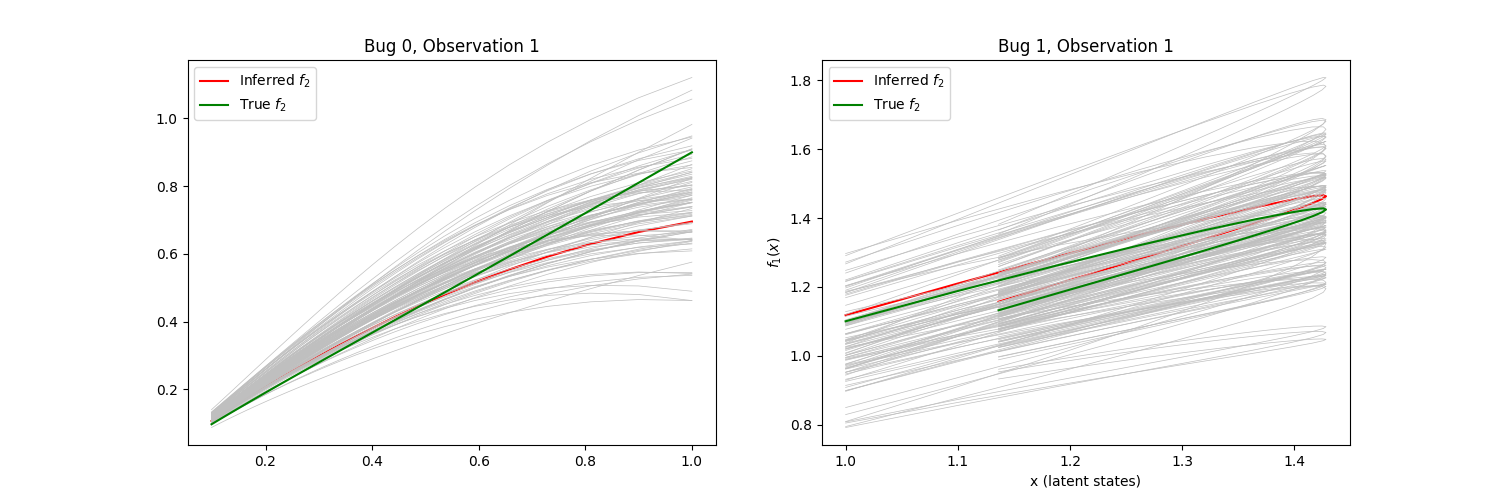 Bug 0, Observation 1
Inferred f₂
True f₂
1.0
0.8
0.6
0.4
0.2
0.2 0.4 0.6 0.8 1.0
Bug 1, Observation 1
Inferred f₂
True f₂
1.8
1.6
1.4
1.2
1.0
0.8
f₁(x)
1.0 1.1 1.2 1.3 1.4
x (latent states)